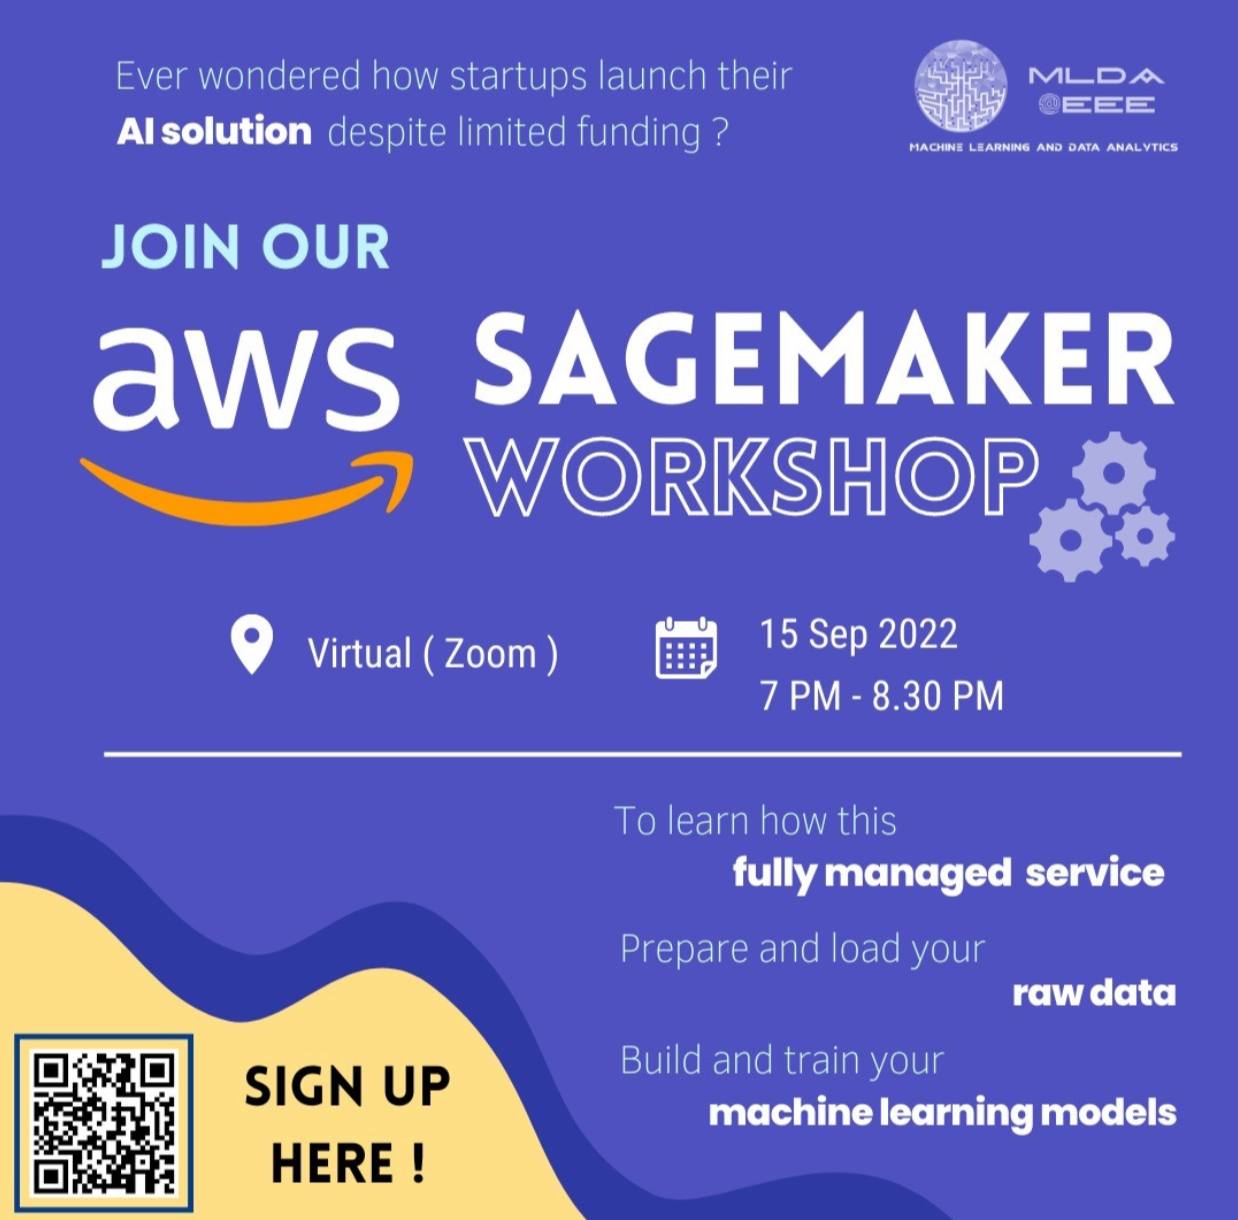 Ever wondered how startups launch their
AI solution despite limited funding ?
MLDA
@EEE
MACHINE LEARNING AND DATA ANALYTICS
JOIN OUR
aws
SAGEMAKER
WORKSHOP
Virtual ( Zoom )
15 Sep 2022
7 PM - 8.30 PM
To learn how this
fully managed service
Prepare and load your
raw data
Build and train your
machine learning models
SIGN UP
HERE !